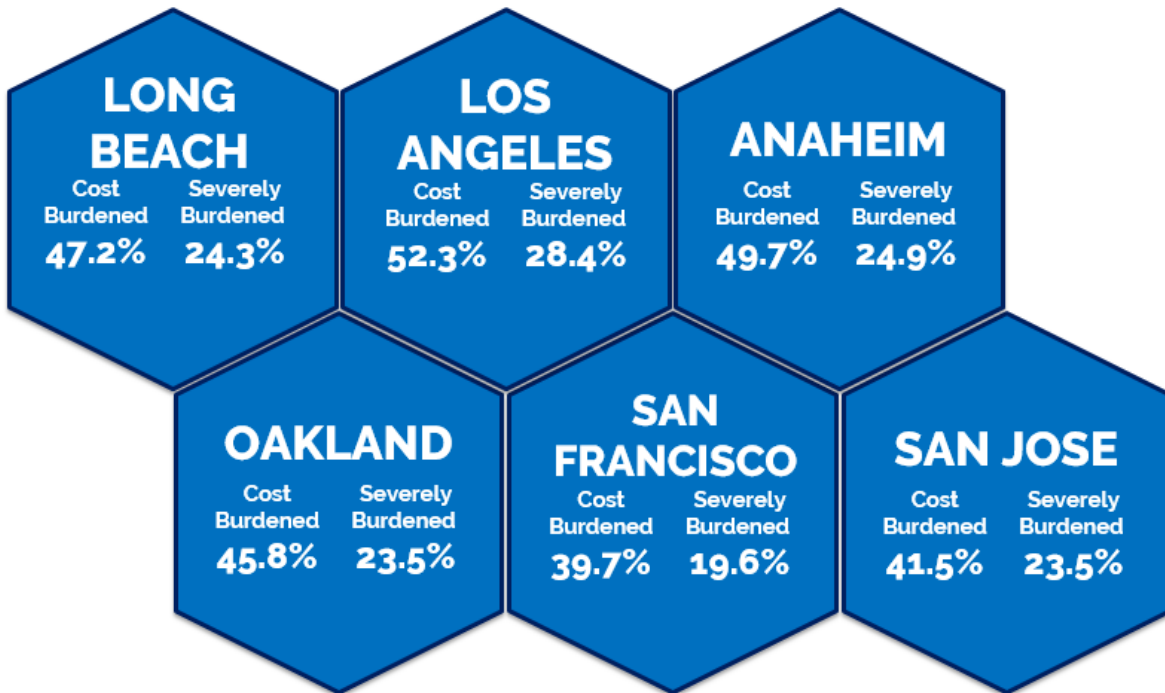 LONG
BEACH
Cost Severely
Burdened Burdened
47.2% 24.3%
LOS
ANGELES
Cost Severely
Burdened Burdened
52.3% 28.4%
ANAHEIM
Cost Severely
Burdened Burdened
49.7% 24.9%
OAKLAND
Cost Severely
Burdened Burdened
45.8% 23.5%
SAN
FRANCISCO
Cost Severely
Burdened Burdened
39.7% 19.6%
SAN JOSE
Cost Severely
Burdened Burdened
41.5% 23.5%